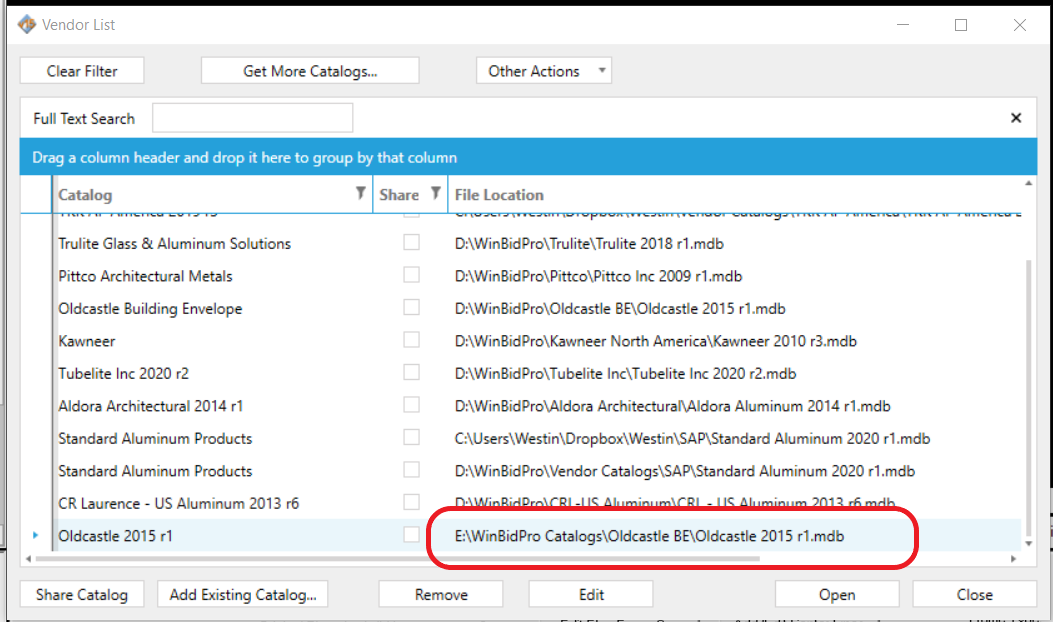 Vendor List
Clear Filter Get More Catalogs... Other Actions
Full Text Search
Drag a column header and drop it here to group by that column
Catalog Share File Location
Trulite Glass & Aluminum Solutions D:\WinBidPro\Trulite\Trulite 2018 r1.mdb
Pittco Architectural Metals D:\WinBidPro\Pittco\Pittco Inc 2009 r1.mdb
Oldcastle Building Envelope D:\WinBidPro\Oldcastle BE\Oldcastle 2015 r1.mdb
Kawneer D:\WinBidPro\Kawneer North America\Kawneer 2010 r3.mdb
Tubelite Inc 2020 r2 D:\WinBidPro\Tubelite Inc\Tubelite Inc 2020 r2.mdb
Aldora Architectural 2014 r1 D:\WinBidPro\Aldora Architectural\Aldora Aluminum 2014 r1.mdb
Standard Aluminum Products C:\Users\Westin\Dropbox\Westin\SAP\Standard Aluminum 2020 r1.mdb
Standard Aluminum Products D:\WinBidPro\Vendor Catalogs\SAP\Standard Aluminum 2020 r1.mdb
CR Laurence - US Aluminum 2013 r6 D:\WinBidPro\CRL-US Aluminum\CRL - US Aluminum 2013 r6.mdb
Oldcastle 2015 r1 E:\WinBidPro Catalogs\Oldcastle BE\Oldcastle 2015 r1.mdb
Share Catalog Add Existing Catalog... Remove Edit Open Close